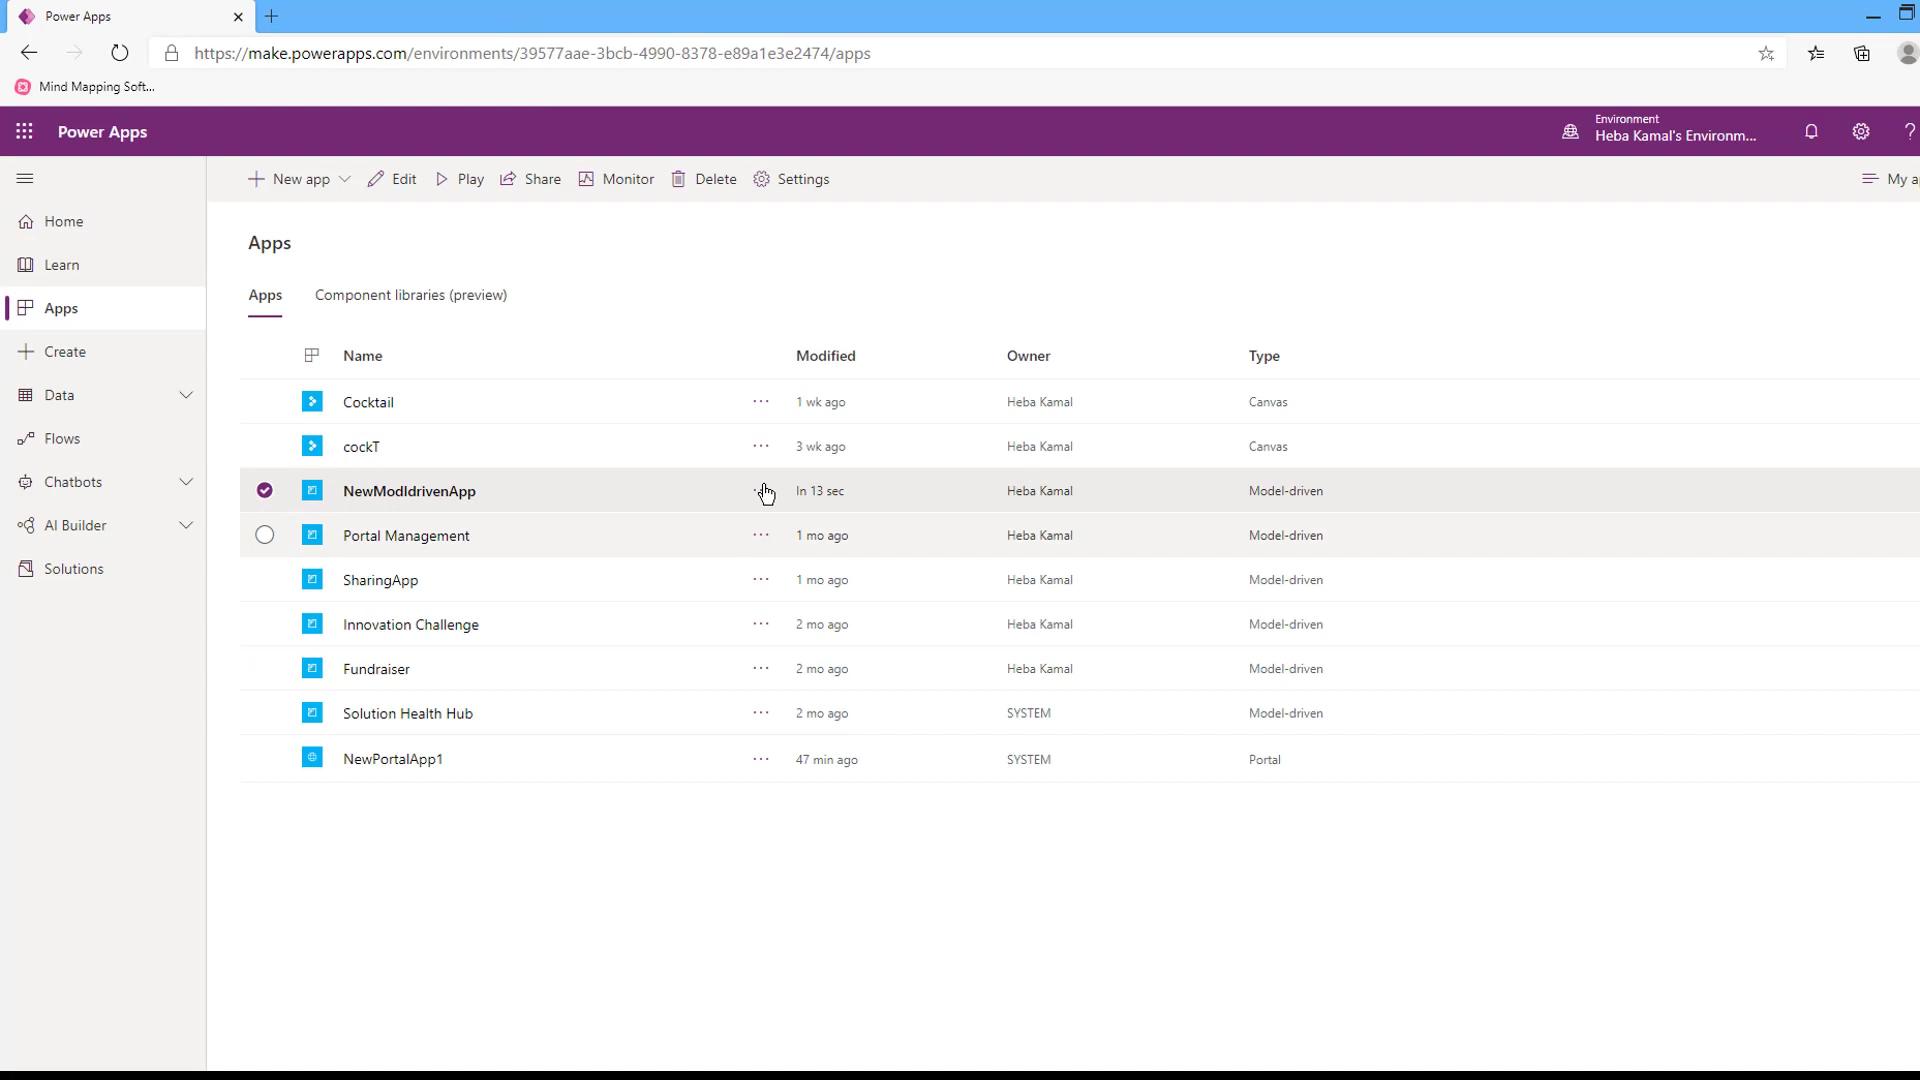 Power Apps
https://make.powerapps.com/environments/39577aae-3bcb-4990-8378-e89a1e3e2474/apps
Mind Mapping Soft...
Power Apps
Environment
Heba Kamal's Environm...
New app
Edit
Play
Share
Monitor
Delete
Settings
My
Home
Learn
Apps
Create
Data
Flows
Chatbots
AI Builder
Solutions
Apps
Apps
Component libraries (preview)
Name Modified Owner Type
Cocktail ... 1 wk ago Heba Kamal Canvas
cockT ... 3 wk ago Heba Kamal Canvas
NewModldrivenApp In 13 sec Heba Kamal Model-driven
Portal Management ... 1 mo ago Heba Kamal Model-driven
SharingApp ... 1 mo ago Heba Kamal Model-driven
Innovation Challenge ... 2 mo ago Heba Kamal Model-driven
Fundraiser ... 2 mo ago Heba Kamal Model-driven
Solution Health Hub ... 2 mo ago SYSTEM Model-driven
NewPortalApp1 ... 47 min ago SYSTEM Portal